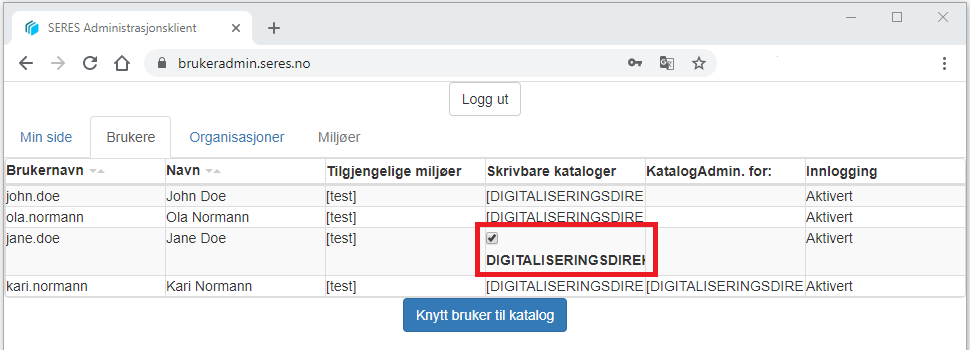 SERES Administrasjonsklient
brukeradmin.seres.no
Logg ut
Min side Brukere Organisasjoner Miljøer
Brukernavn Navn Tilgjengelige miljøer Skrivbare kataloger KatalogAdmin. for: Innlogging
john.doe John Doe [test] [DIGITALISERINGSDIRE Aktivert
ola.normann Ola Normann [test] [DIGITALISERINGSDIRE Aktivert
jane.doe Jane Doe [test] Aktivert
DIGITALISERINGSDIREK
kari.normann Kari Normann [test] [DIGITALISERINGSDIRE [DIGITALISERINGSDIRE Aktivert
Knytt bruker til katalog